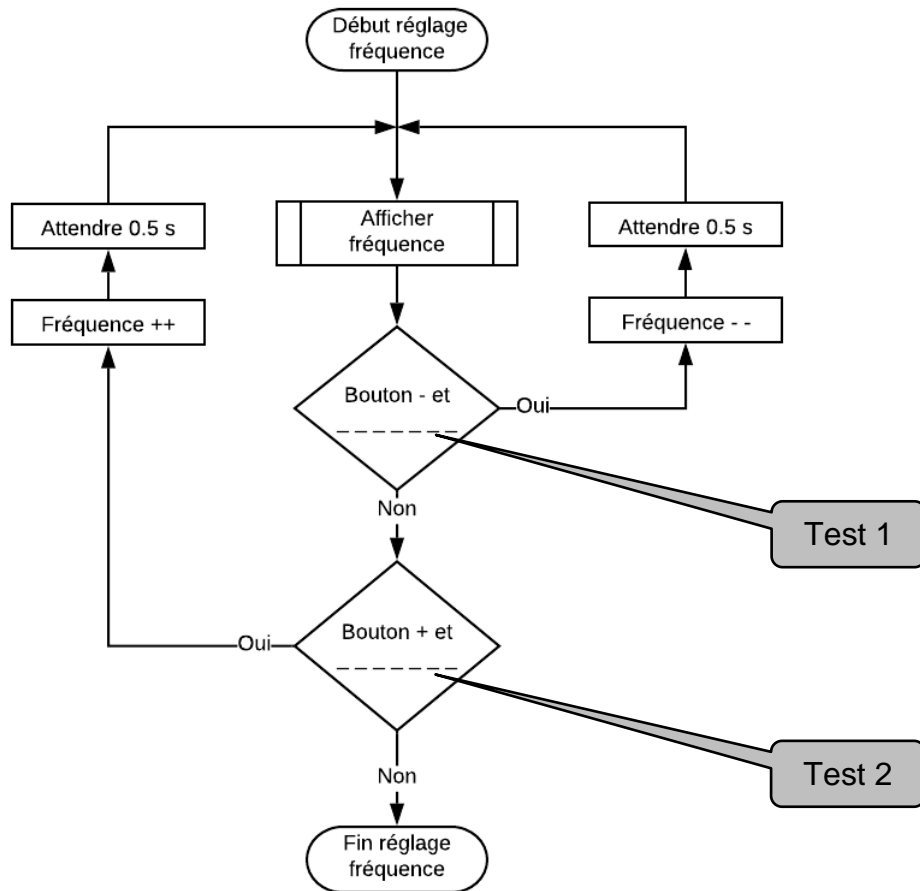 Début réglage
fréquence
Attendre 0.5 s
Afficher
fréquence
Attendre 0.5 s
Fréquence ++
Fréquence - -
Bouton - et
_ _ _ _ _ _ _ _
Oui
Non
Test 1
Bouton + et
_ _ _ _ _ _ _ _
Oui
Non
Test 2
Fin réglage
fréquence